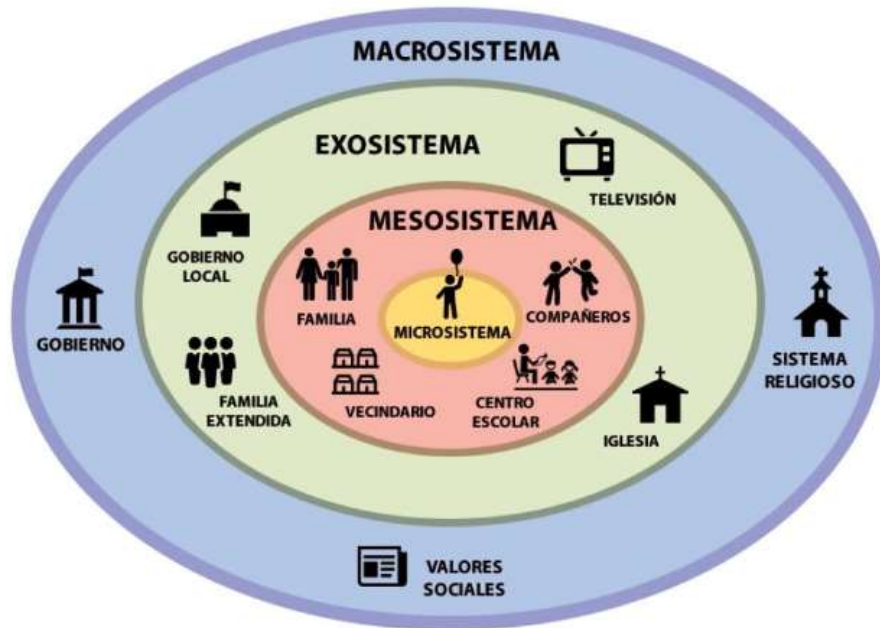 MACROSISTEMA
EXOSISTEMA
TELEVISIÓN
MESOSISTEMA
GOBIERNO
LOCAL
FAMILIA
MICROSISTEMA
COMPAÑEROS
GOBIERNO
SISTEMA
RELIGIOSO
FAMILIA
EXTENDIDA
VECINDARIO
CENTRO
ESCOLAR
IGLESIA
VALORES
SOCIALES